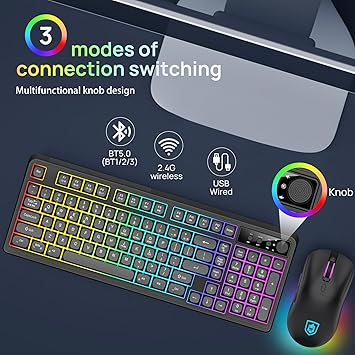 3 modes of
connection switching
Multifunctional knob design
BT5.0
(BT1/2/3)
2.4G
wireless
USB
Wired
Knob